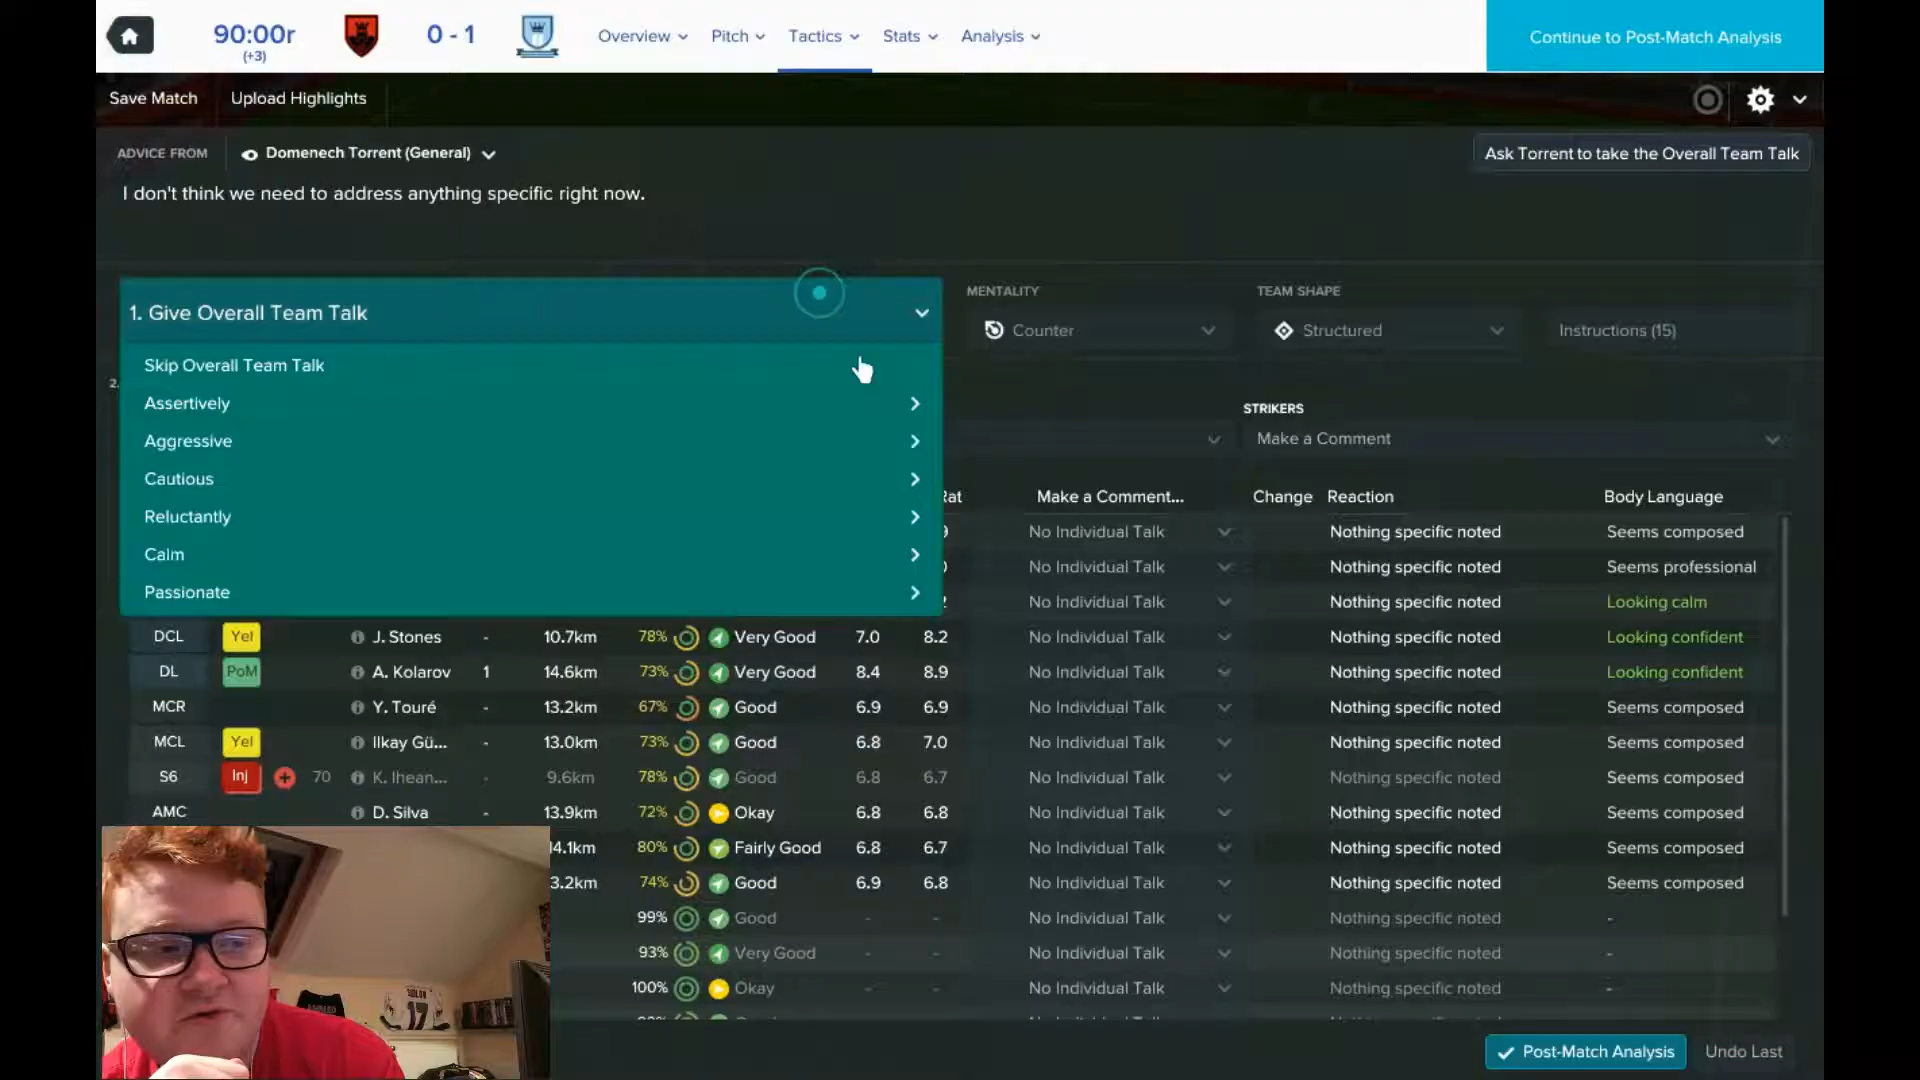 90:00r
(+3)
0 - 1
Overview
Pitch
Tactics
Stats
Analysis
Continue to Post-Match Analysis
Save Match
Upload Highlights
ADVICE FROM
Domenech Torrent (General)
Ask Torrent to take the Overall Team Talk
I don't think we need to address anything specific right now.
1. Give Overall Team Talk
MENTALITY
Counter
TEAM SHAPE
Structured
Instructions (15)
Skip Overall Team Talk
Assertively
Aggressive
Cautious
Reluctantly
Calm
Passionate
2.
STRIKERS
Make a Comment
Make a Comment... Change Reaction Body Language
No Individual Talk Nothing specific noted Seems composed
No Individual Talk Nothing specific noted Seems professional
No Individual Talk Nothing specific noted Looking calm
DCL Yel J. Stones - 10.7km 78% Very Good 7.0 8.2 No Individual Talk Nothing specific noted Looking confident
DL PoM A. Kolarov 1 14.6km 73% Very Good 8.4 8.9 No Individual Talk Nothing specific noted Looking confident
MCR Y. Touré - 13.2km 67% Good 6.9 6.9 No Individual Talk Nothing specific noted Seems composed
MCL Yel Ilkay Gü... - 13.0km 73% Good 6.8 7.0 No Individual Talk Nothing specific noted Seems composed
S6 Inj 70 K. Ihean... - 9.6km 78% Good 6.8 6.7 No Individual Talk Nothing specific noted Seems composed
AMC D. Silva - 13.9km 72% Okay 6.8 6.8 No Individual Talk Nothing specific noted Seems composed
4.1km 80% Fairly Good 6.8 6.7 No Individual Talk Nothing specific noted Seems composed
3.2km 74% Good 6.9 6.8 No Individual Talk Nothing specific noted Seems composed
99% Good - - No Individual Talk Nothing specific noted -
93% Very Good - - No Individual Talk Nothing specific noted -
100% Okay - - No Individual Talk Nothing specific noted -
17
Post-Match Analysis
Undo Last